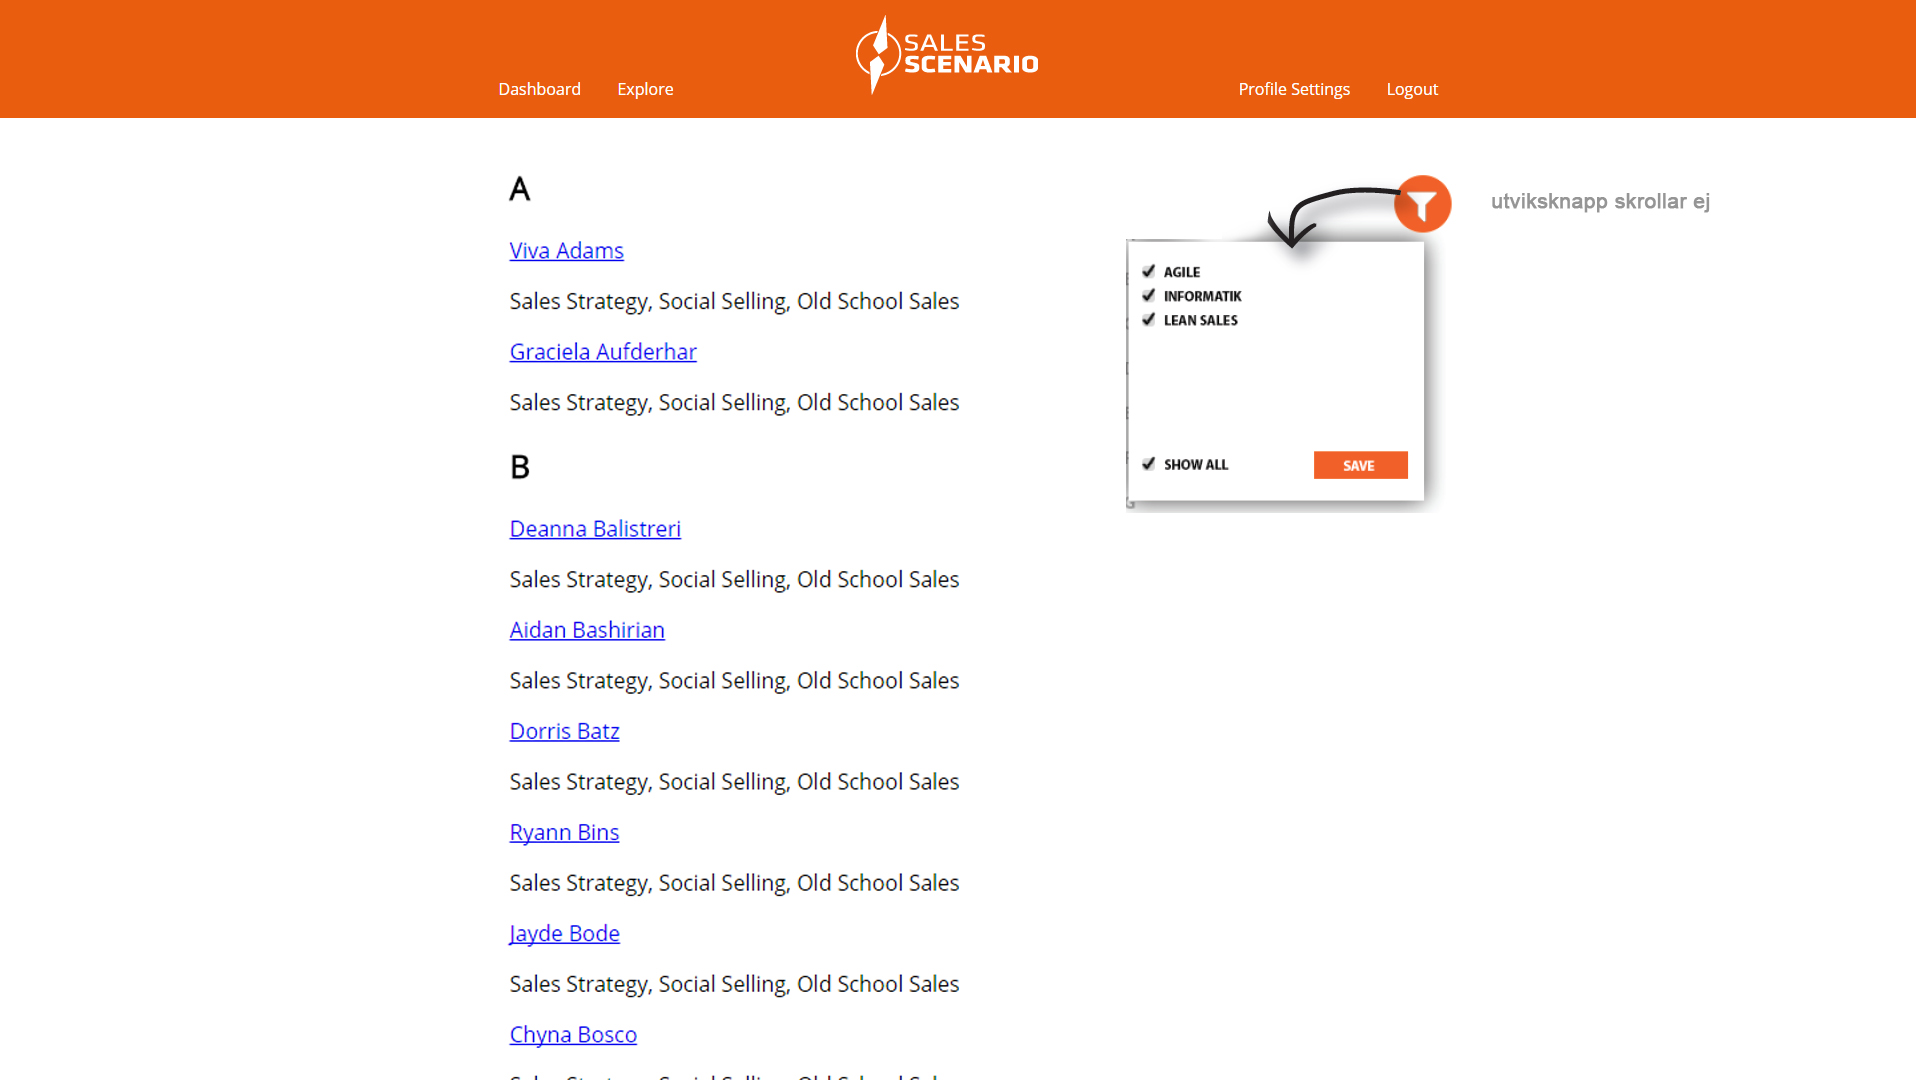 SALES
SCENARIO
Dashboard
Explore
Profile Settings
Logout
A
Viva Adams
Sales Strategy, Social Selling, Old School Sales
Graciela Aufderhar
Sales Strategy, Social Selling, Old School Sales
B
Deanna Balistreri
Sales Strategy, Social Selling, Old School Sales
Aidan Bashirian
Sales Strategy, Social Selling, Old School Sales
Dorris Batz
Sales Strategy, Social Selling, Old School Sales
Ryann Bins
Sales Strategy, Social Selling, Old School Sales
Jayde Bode
Sales Strategy, Social Selling, Old School Sales
Chyna Bosco
utviksknapp skrollar ej
AGILE
INFORMATIK
LEAN SALES
SHOW ALL
SAVE